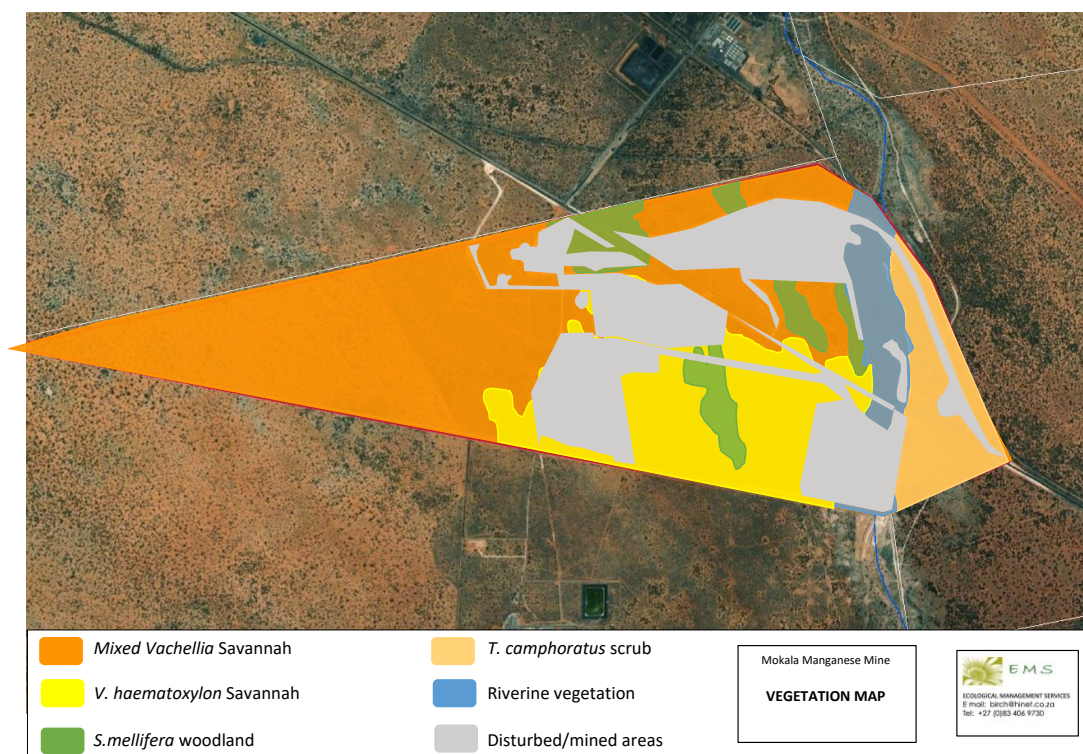 Mixed Vachellia Savannah
V. haematoxylon Savannah
S.mellifera woodland
T. camphoratus scrub
Riverine vegetation
Disturbed/mined areas
Mokala Manganese Mine
VEGETATION MAP
EMS
ECOLOGICAL MANAGEMENT SERVICES
E mail: birch@hinet.co.za
Tel: +27 (0)83 406 9730